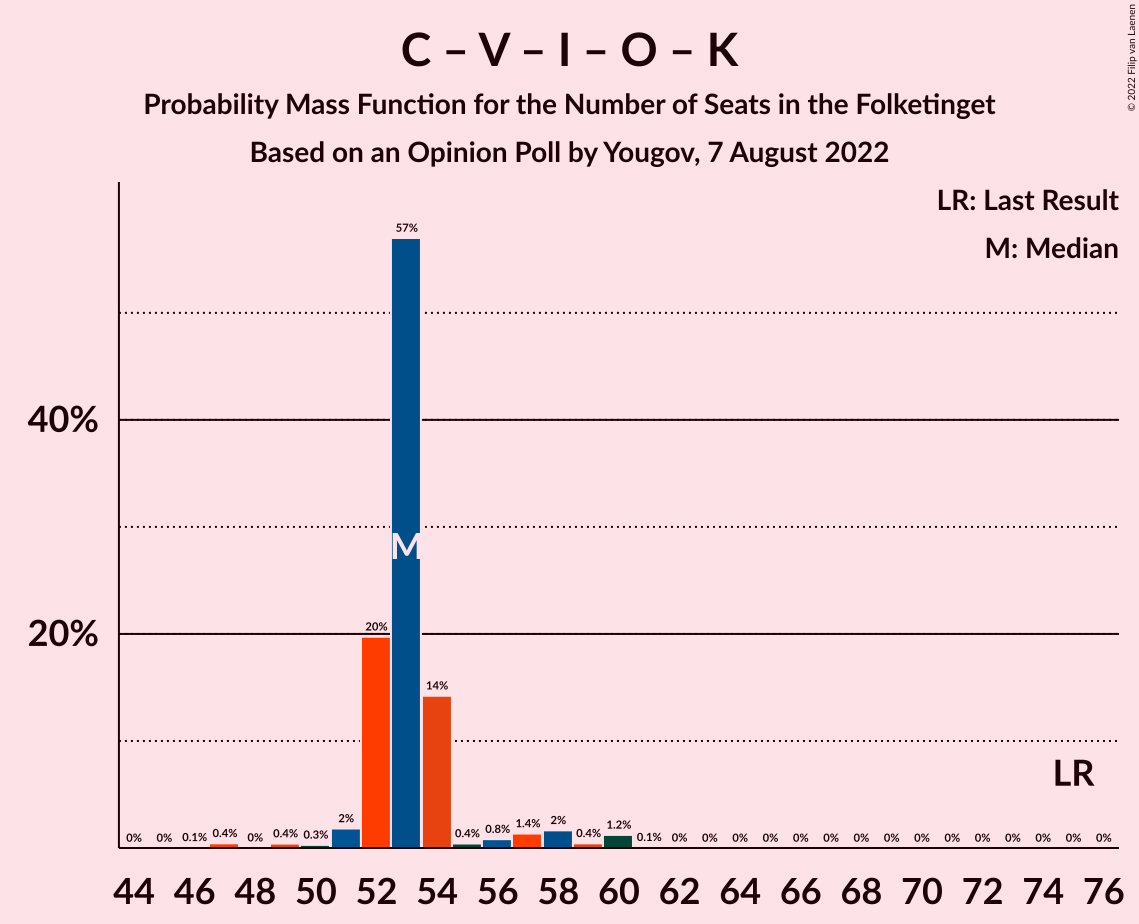 C – V – I – O – K
Probability Mass Function for the Number of Seats in the Folketinget
Based on an Opinion Poll by Yougov, 7 August 2022
© 2022 Filip van Laenen
LR: Last Result
M: Median
57%
40%
M
20%
20%
14%
LR
0% 0% 0.1% 0.4% 0% 0.4% 0.3% 2% 0.4% 0.8% 1.4% 2% 0.4% 1.2% 0.1% 0% 0% 0% 0% 0% 0% 0% 0% 0% 0% 0% 0% 0% 0% 0%
44 46 48 50 52 54 56 58 60 62 64 66 68 70 72 74 76